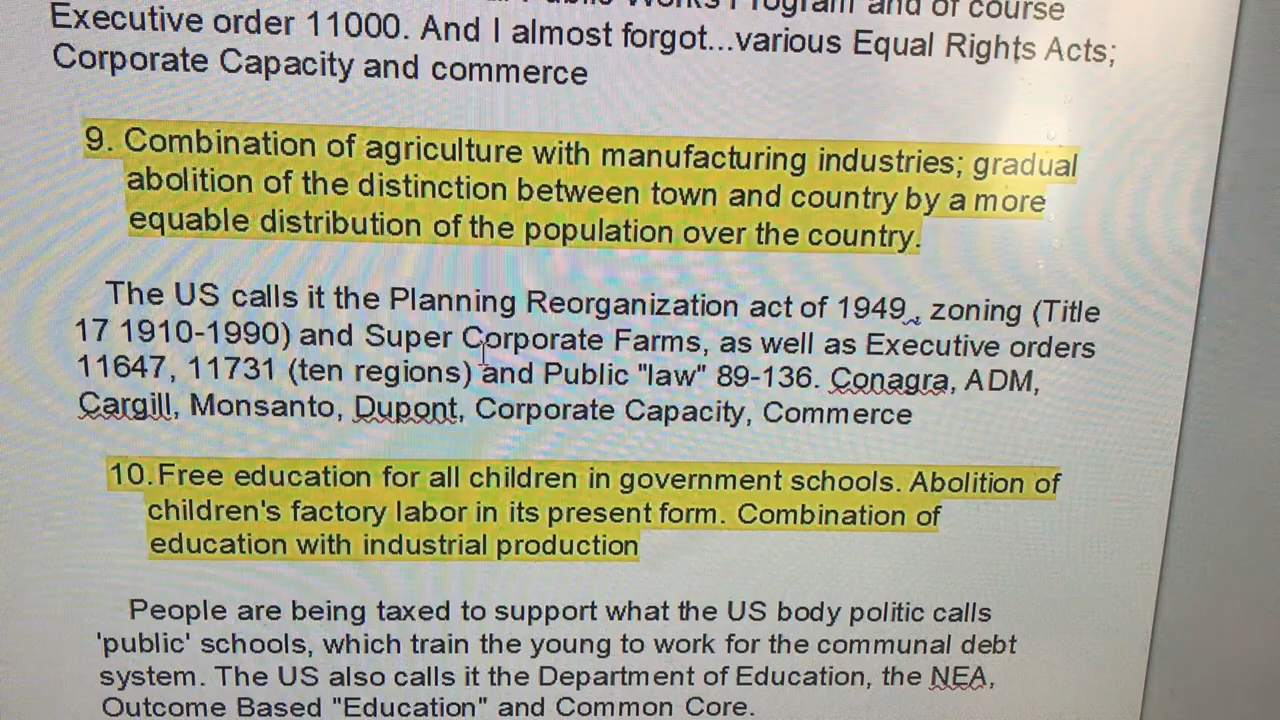 Program and of course
Executive order 11000. And I almost forgot...various Equal Rights Acts;
Corporate Capacity and commerce
9. Combination of agriculture with manufacturing industries; gradual
abolition of the distinction between town and country by a more
equable distribution of the population over the country.
The US calls it the Planning Reorganization act of 1949, zoning (Title
17 1910-1990) and Super Corporate Farms, as well as Executive orders
11647, 11731 (ten regions) and Public "law" 89-136. Conagra, ADM,
Cargill, Monsanto, Dupont, Corporate Capacity, Commerce
10. Free education for all children in government schools. Abolition of
children's factory labor in its present form. Combination of
education with industrial production
People are being taxed to support what the US body politic calls
'public' schools, which train the young to work for the communal debt
system. The US also calls it the Department of Education, the NEA,
Outcome Based "Education" and Common Core.